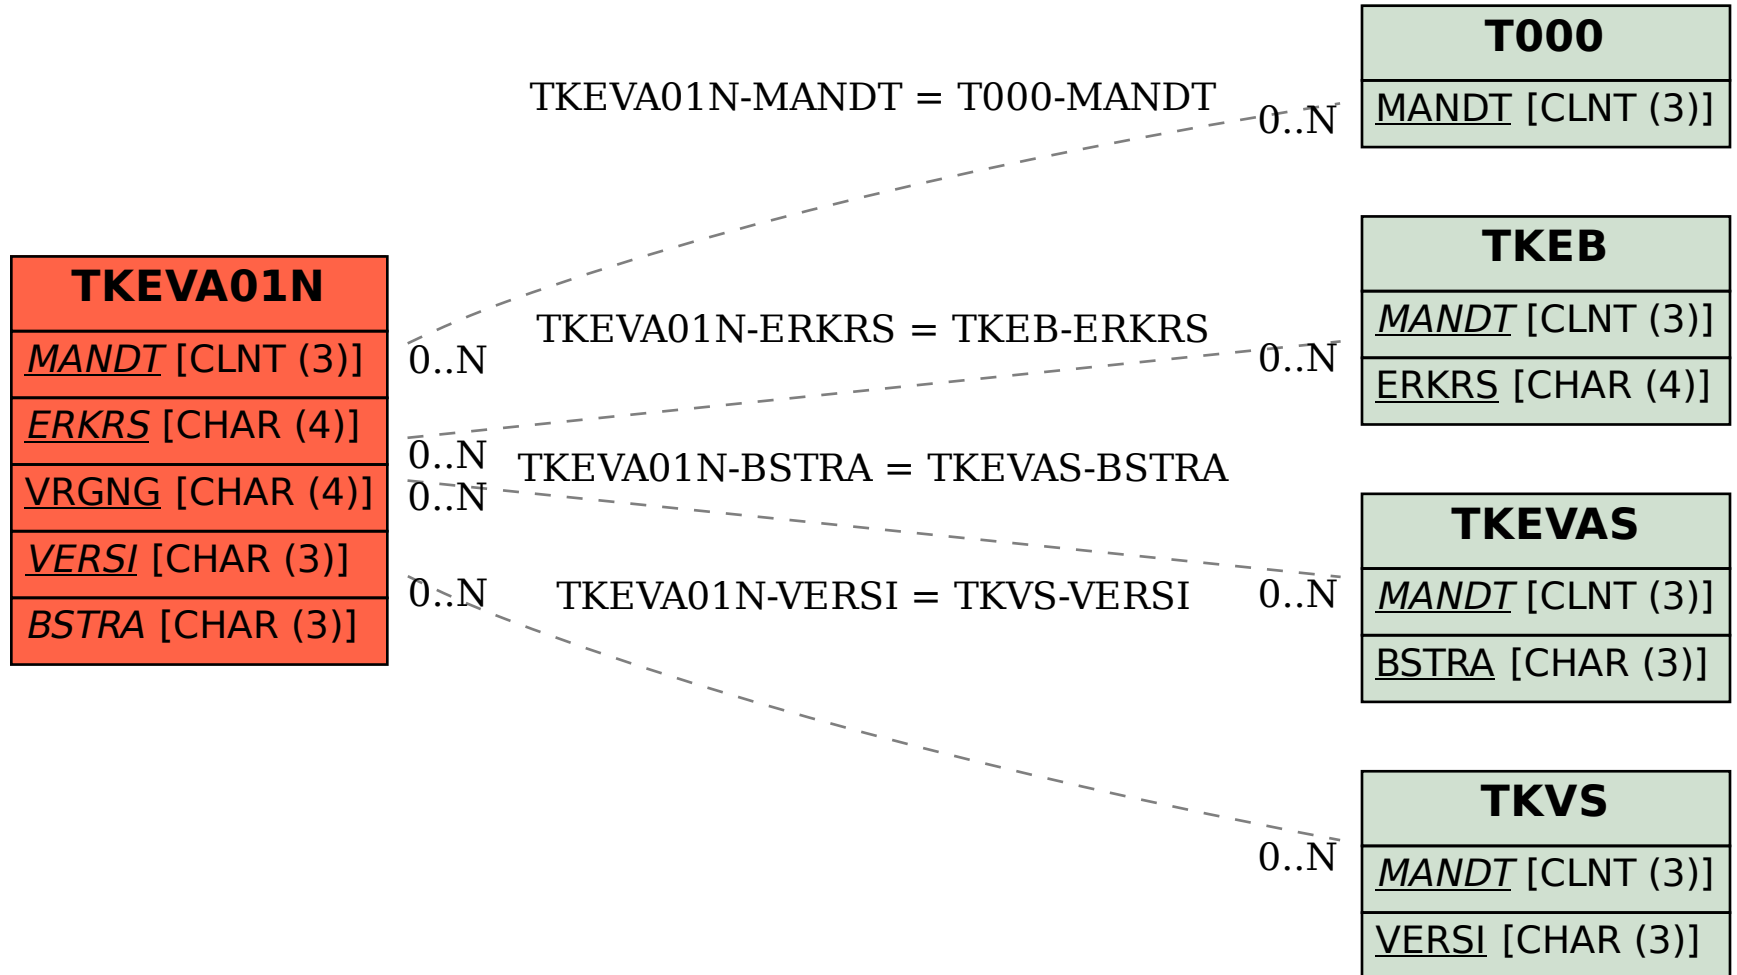 TKEVA01N
MANDT [CLNT (3)]
ERKRS [CHAR (4)]
VRGNG [CHAR (4)]
VERSI [CHAR (3)]
BSTRA [CHAR (3)]
TKEVA01N-MANDT = T000-MANDT
0..N
0..N
TKEVA01N-ERKRS = TKEB-ERKRS
0..N
0..N
TKEVA01N-BSTRA = TKEVAS-BSTRA
0..N
0..N
TKEVA01N-VERSI = TKVS-VERSI
0..N
0..N
T000
MANDT [CLNT (3)]
TKEB
MANDT [CLNT (3)]
ERKRS [CHAR (4)]
TKEVAS
MANDT [CLNT (3)]
BSTRA [CHAR (3)]
TKVS
MANDT [CLNT (3)]
VERSI [CHAR (3)]